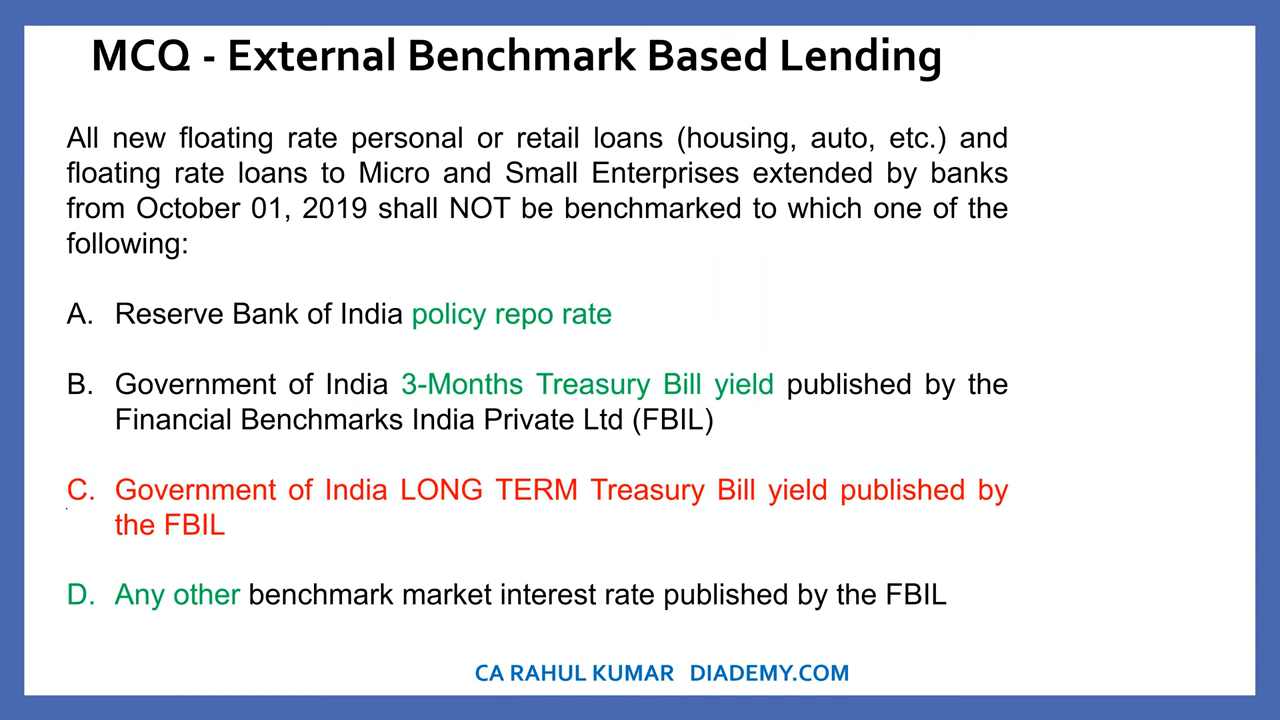 MCQ - External Benchmark Based Lending
All new floating rate personal or retail loans (housing, auto, etc.) and
floating rate loans to Micro and Small Enterprises extended by banks
from October 01, 2019 shall NOT be benchmarked to which one of the
following:
A. Reserve Bank of India policy repo rate
B. Government of India 3-Months Treasury Bill yield published by the
Financial Benchmarks India Private Ltd (FBIL)
C. Government of India LONG TERM Treasury Bill yield published by
the FBIL
D. Any other benchmark market interest rate published by the FBIL
CA RAHUL KUMAR DIADEMY.COM